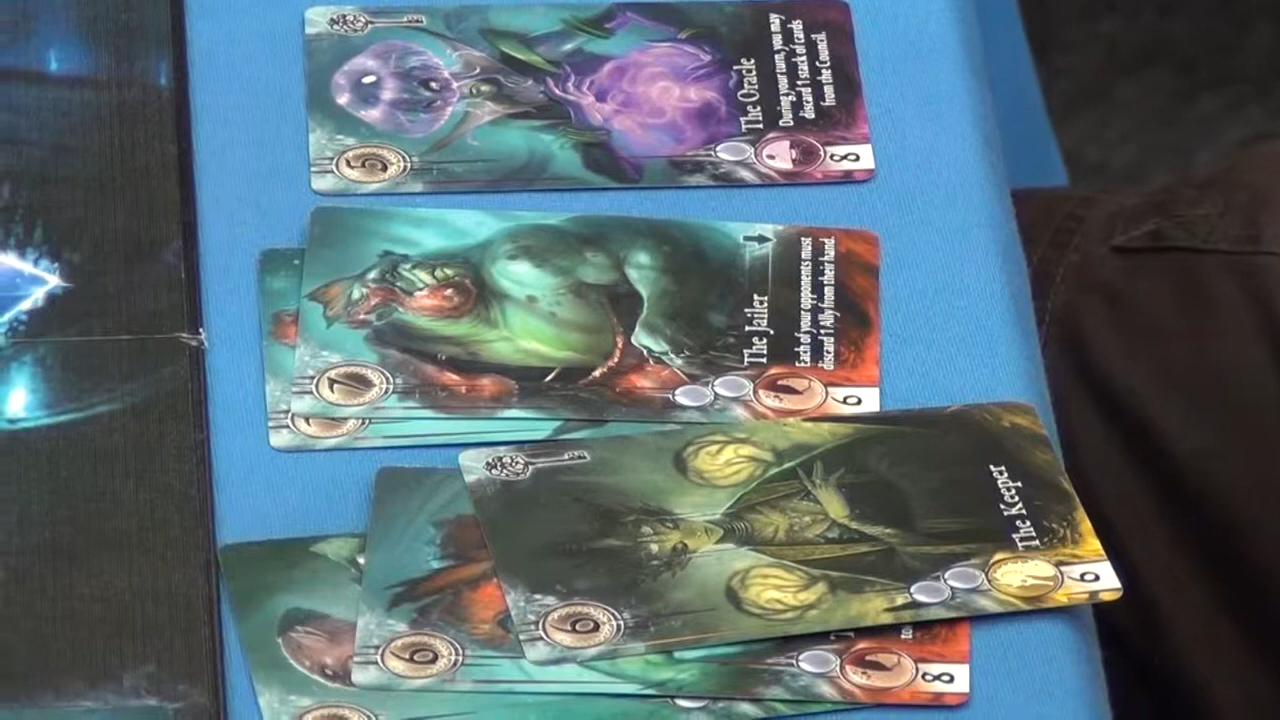 5
The Oracle
During your turn, you may
discard 1 stack of cards
from the Council.
8
7
The Jailer
Each of your opponents must
discard 1 Ally from their hand.
6
6
The Keeper
6
6
8